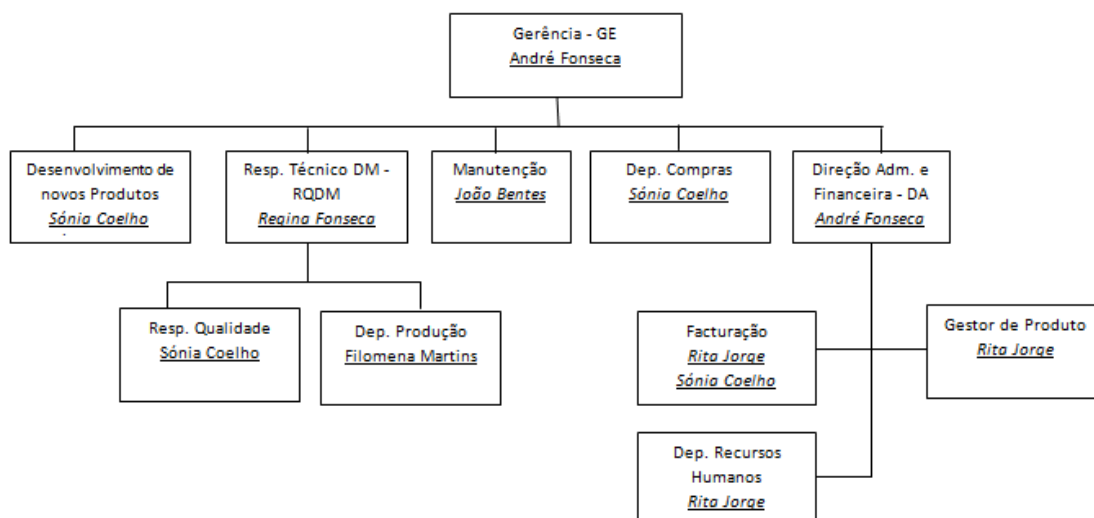 Gerência - GE
André Fonseca
Desenvolvimento de
novos Produtos
Sónia Coelho
Resp. Técnico DM -
RQDM
Regina Fonseca
Manutenção
João Bentes
Dep. Compras
Sónia Coelho
Direção Adm. e
Financeira - DA
André Fonseca
Resp. Qualidade
Sónia Coelho
Dep. Produção
Filomena Martins
Facturação
Rita Jorge
Sónia Coelho
Gestor de Produto
Rita Jorge
Dep. Recursos
Humanos
Rita Jorge